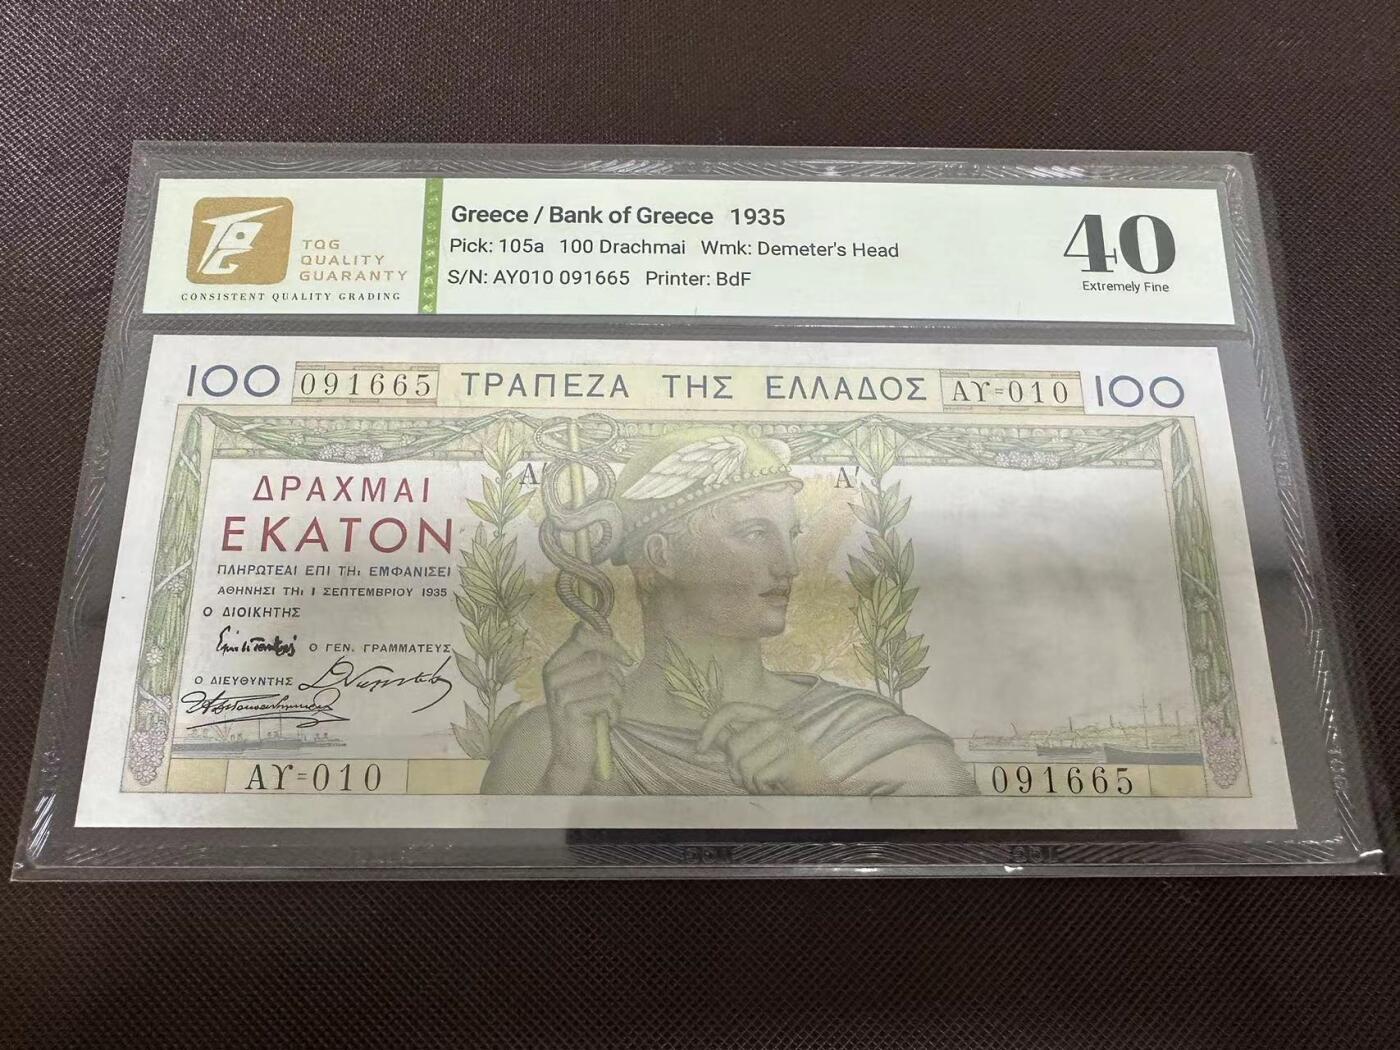 TQG
QUALITY
GUARANTY
CONSISTENT QUALITY GRADING
Greece / Bank of Greece 1935
Pick: 105a 100 Drachmai Wmk: Demeter's Head
S/N: AY010 091665 Printer: BdF
40
Extremely Fine
100 091665 ΤΡΑΠΕΖΑ ΤΗΣ ΕΛΛΑΔΟΣ ΑΥ=010 100
Α' Α'
ΔΡΑΧΜΑΙ
ΕΚΑΤΟΝ
ΠΛΗΡΩΤΕΑΙ ΕΠΙ ΤΗι ΕΜΦΑΝΙΣΕΙ
ΑΘΗΝΗΣΙ ΤΗι 1 ΣΕΠΤΕΜΒΡΙΟΥ 1935
Ο ΔΙΟΙΚΗΤΗΣ
Ο ΓΕΝ. ΓΡΑΜΜΑΤΕΥΣ
Ο ΔΙΕΥΘΥΝΤΗΣ
ΑΥ=010 091665